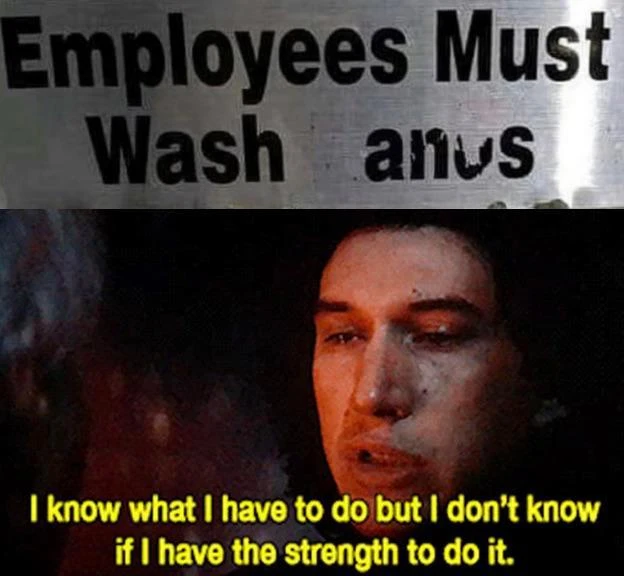 Employees Must
Wash anus
I know what I have to do but I don't know
if I have the strength to do it.